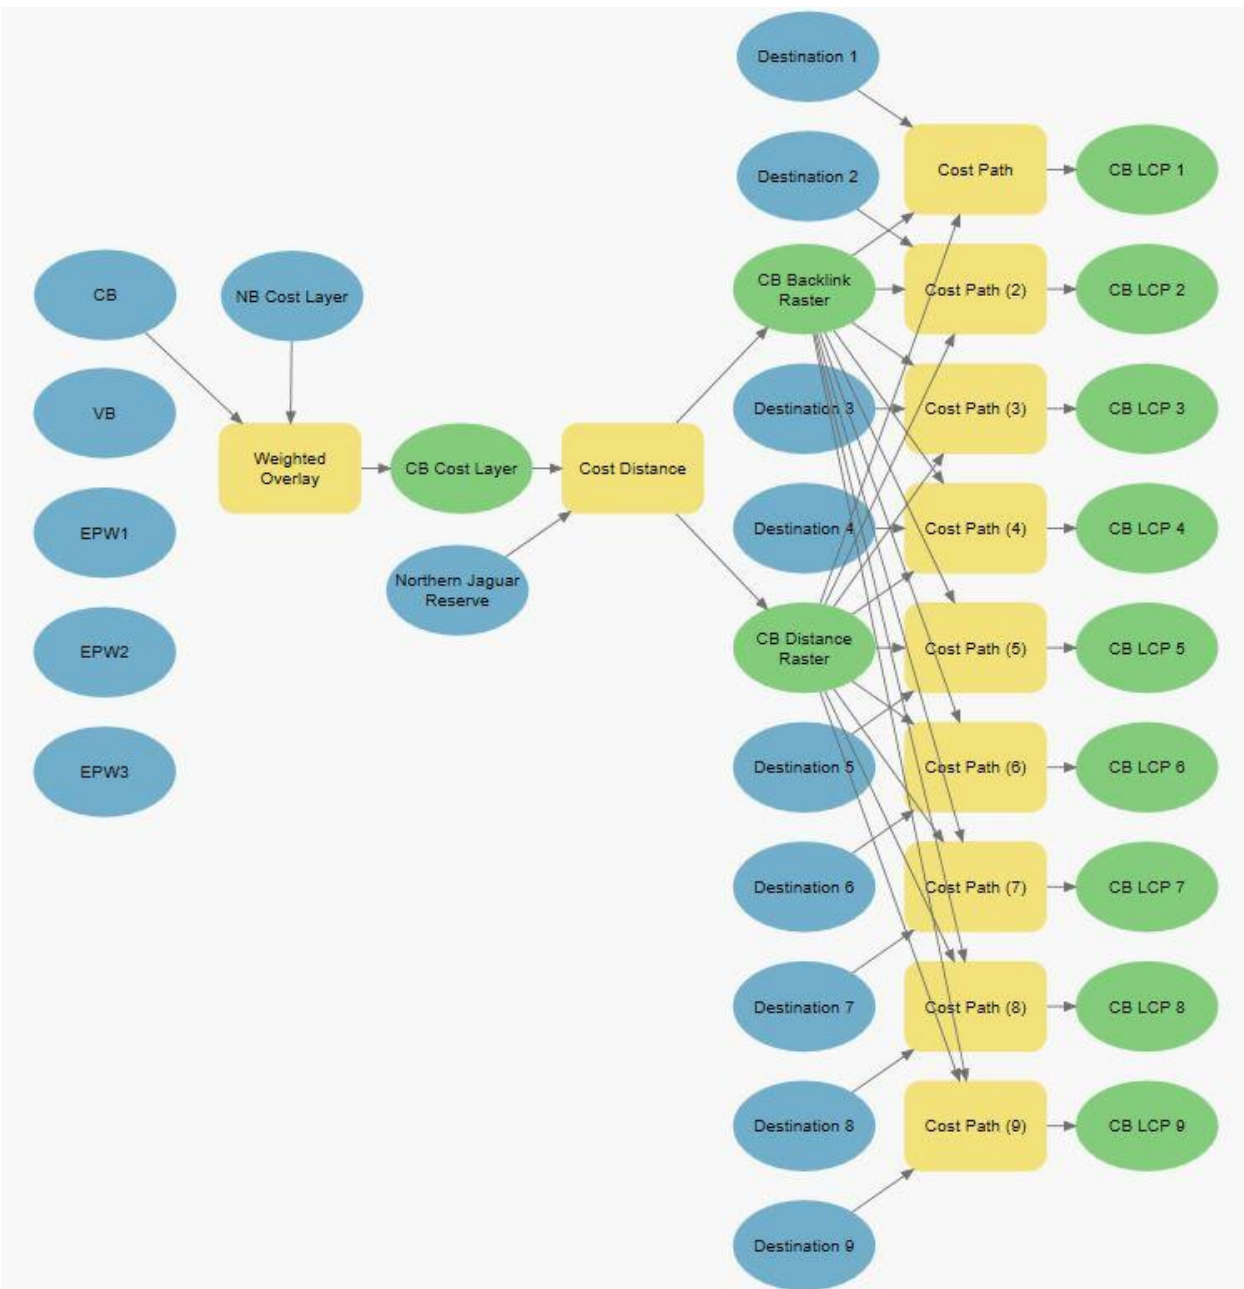 Destination 1
Cost Path
CB LCP 1
Destination 2
CB
NB Cost Layer
CB Backlink
Raster
Cost Path (2)
CB LCP 2
VB
Destination 3
Cost Path (3)
CB LCP 3
Weighted
Overlay
CB Cost Layer
Cost Distance
EPW1
Destination 4
Cost Path (4)
CB LCP 4
Northern Jaguar
Reserve
EPW2
CB Distance
Raster
Cost Path (5)
CB LCP 5
EPW3
Destination 5
Cost Path (6)
CB LCP 6
Destination 6
Cost Path (7)
CB LCP 7
Destination 7
Cost Path (8)
CB LCP 8
Destination 8
Cost Path (9)
CB LCP 9
Destination 9